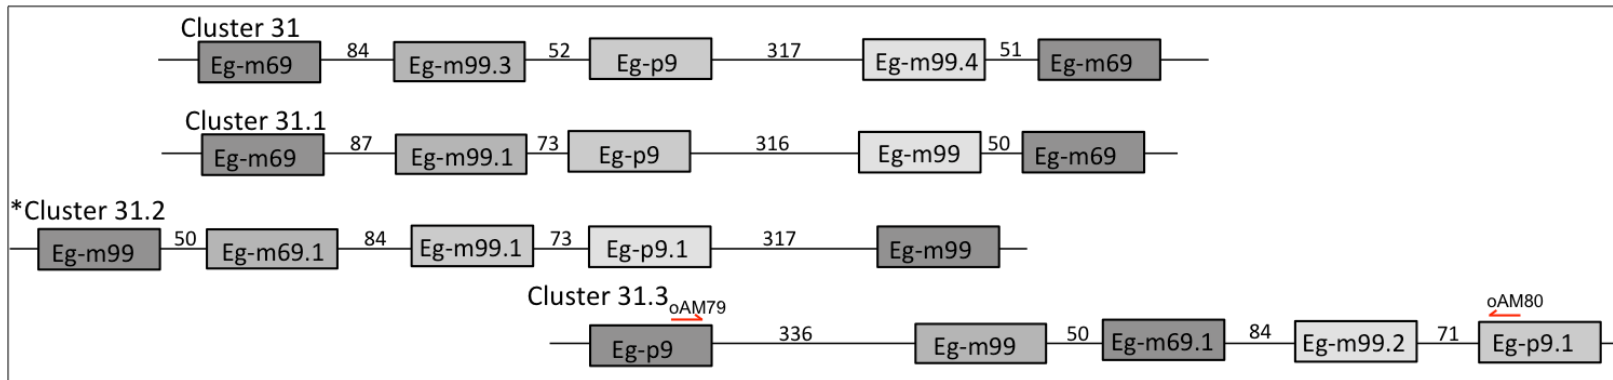 Cluster 31
Eg-m69 84 Eg-m99.3 52 Eg-p9 317 Eg-m99.4 51 Eg-m69
Cluster 31.1
Eg-m69 87 Eg-m99.1 73 Eg-p9 316 Eg-m99 50 Eg-m69
*Cluster 31.2
Eg-m99 50 Eg-m69.1 84 Eg-m99.1 73 Eg-p9.1 317 Eg-m99
Cluster 31.3 oAM79 oAM80
Eg-p9 336 Eg-m99 50 Eg-m69.1 84 Eg-m99.2 71 Eg-p9.1